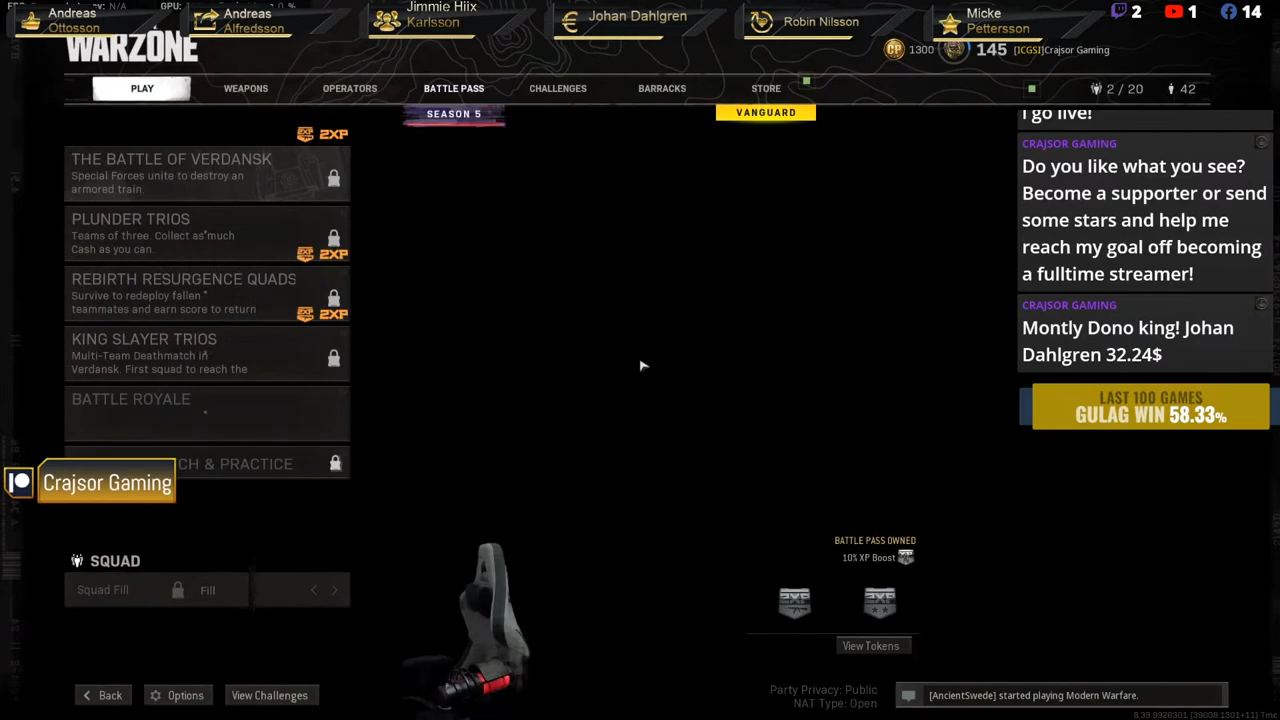 Andreas
Ottosson
Andreas
Alfredsson
Jimmie Hiix
Karlsson
Johan Dahlgren
Robin Nilsson
Micke
Pettersson
2
1
14
WARZONE
1300
145
[ICGSI]Crajsor Gaming
PLAY
WEAPONS
OPERATORS
BATTLE PASS
CHALLENGES
BARRACKS
STORE
2 / 20
42
SEASON 5
VANGUARD
2XP
THE BATTLE OF VERDANSK
Special Forces unite to destroy an
armored train.
PLUNDER TRIOS
Teams of three. Collect as much
Cash as you can.
2XP
REBIRTH RESURGENCE QUADS
Survive to redeploy fallen
teammates and earn score to return
2XP
KING SLAYER TRIOS
Multi-Team Deathmatch in
Verdansk. First squad to reach the
BATTLE ROYALE
CH & PRACTICE
Crajsor Gaming
I go live!
CRAJSOR GAMING
Do you like what you see?
Become a supporter or send
some stars and help me
reach my goal off becoming
a fulltime streamer!
CRAJSOR GAMING
Montly Dono king! Johan
Dahlgren 32.24$
LAST 100 GAMES
GULAG WIN 58.33%
SQUAD
Squad Fill
Fill
BATTLE PASS OWNED
10% XP Boost
2XP
2XP
View Tokens
Back
Options
View Challenges
Party Privacy: Public
NAT Type: Open
[AncientSwede] started playing Modern Warfare.